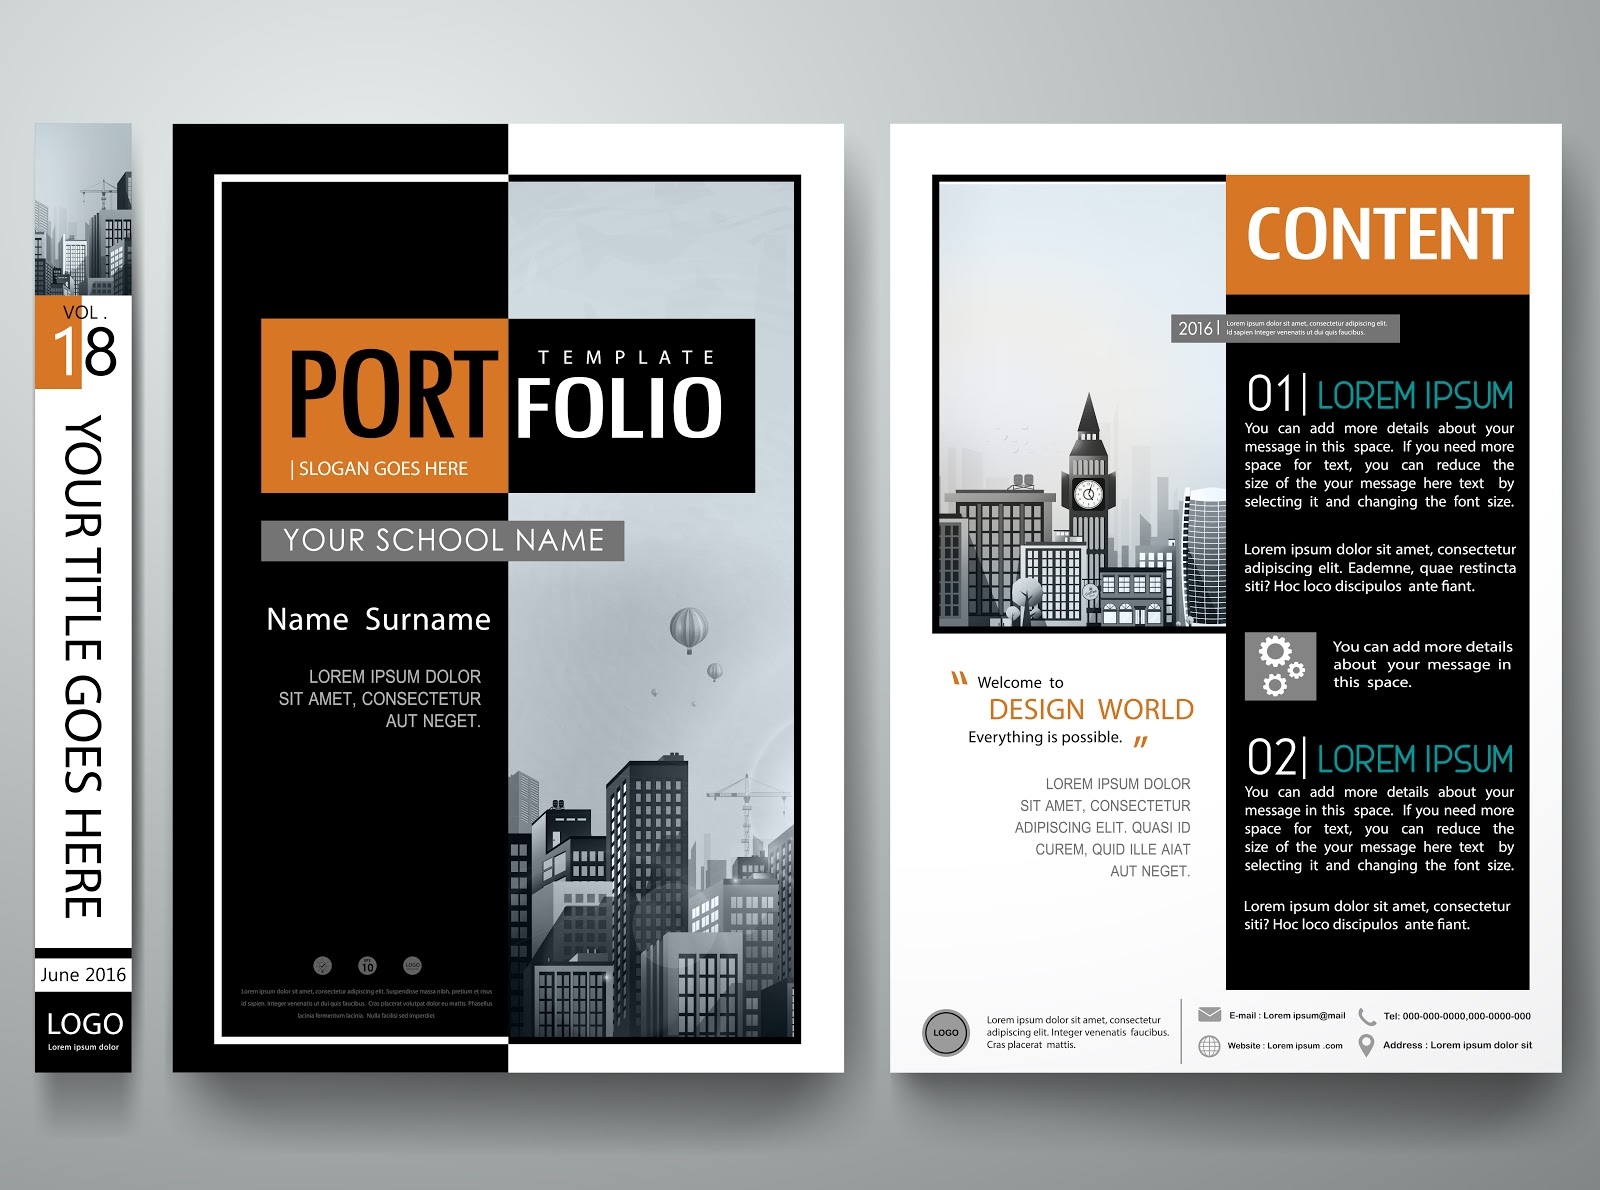 VOL .
18
YOUR TITLE GOES HERE
June 2016
LOGO
Lorem ipsum dolor
TEMPLATE
PORTFOLIO
| SLOGAN GOES HERE
YOUR SCHOOL NAME
Name Surname
LOREM IPSUM DOLOR
SIT AMET, CONSECTETUR
AUT NEGET.
10
LOGO
Lorem ipsum dolor sit amet, consectetur adipiscing elit. Suspendisse massa nulla, condimentum id
id sapien. Integer venenatis ut quis faucibus. Cras placerat volutpat dolor eu mattis. Phasellus
lacinia fermentum lacinia. Nulla facilisi sed imperdiet
CONTENT
2016 |
Lorem ipsum dolor sit amet, consectetur adipiscing elit.
Id sapien Integer venenatis ut quis faucibus.
01| LOREM IPSUM
You can add more details about your
message in this space. If you need more
space for text, you can reduce the
size of the your message here text by
selecting it and changing the font size.
Lorem ipsum dolor sit amet, consectetur
adipiscing elit. Eademne, quae restincta
siti? Hoc loco discipulos ante fiant.
You can add more details
about your message in
this space.
02| LOREM IPSUM
You can add more details about your
message in this space. If you need more
space for text, you can reduce the
size of the your message here text by
selecting it and changing the font size.
Lorem ipsum dolor sit amet, consectetur
siti? Hoc loco discipulos ante fiant.
" Welcome to
DESIGN WORLD
Everything is possible. "
LOREM IPSUM DOLOR
SIT AMET, CONSECTETUR
ADIPISCING ELIT. QUASI ID
CUREM, QUID ILLE AIAT
AUT NEGET.
LOGO
Lorem ipsum dolor sit amet, consectetur
adipiscing elit. Integer venenatis faucibus.
Cras placerat mattis.
E-mail : Lorem ipsum@mail
Website : Lorem ipsum .com
Tel: 000-000-0000,000-0000-000
Address : Lorem ipsum dolor sit